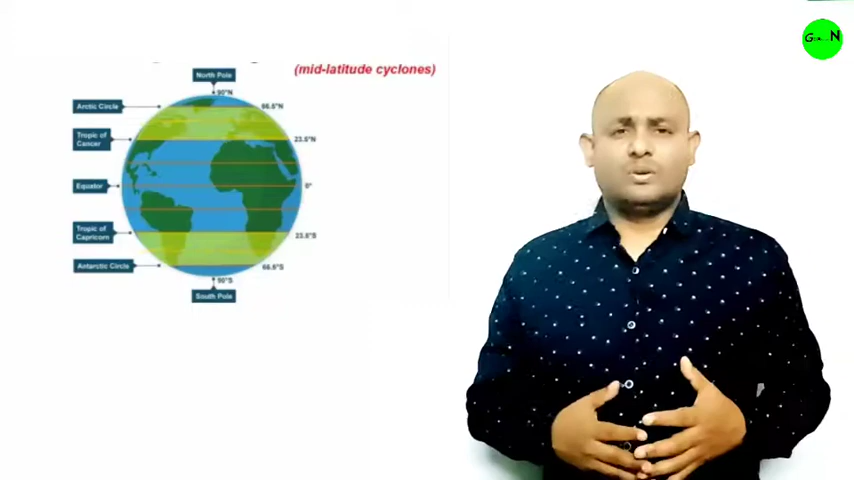 (mid-latitude cyclones)
North Pole
90°N
Arctic Circle
66.5°N
Tropic of
Cancer
23.5°N
Equator
0°
Tropic of
Capricorn
23.5°S
Antarctic Circle
66.5°S
90°S
South Pole